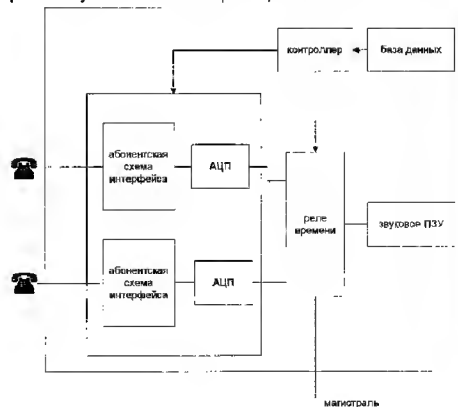 контроллер
база данных
абонентская
схема
интерфейса
АЦП
реле
времени
звуковое ПЗУ
абонентская
схема
интерфейса
АЦП
магистраль